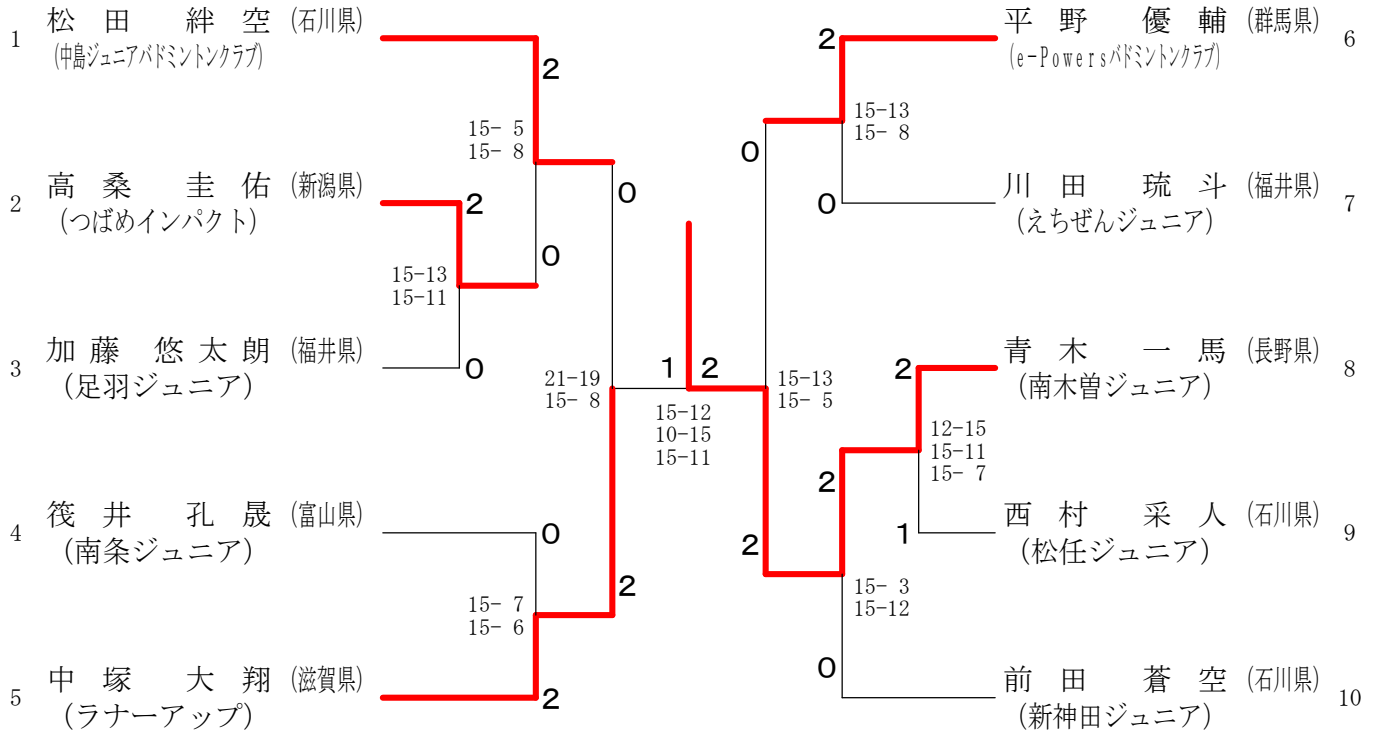 1 松田 絆空 (石川県)
(中島ジュニアバドミントンクラブ)
2
15- 5
15- 8
2 高桑 圭佑 (新潟県)
(つばめインパクト)
2
0
0
15-13
15-11
3 加藤 悠太朗 (福井県)
(足羽ジュニア)
0
21-19
15- 8
1 2
15-12
10-15
15-11
4 筏井 孔晟 (富山県)
(南条ジュニア)
0
2
15- 7
15- 6
5 中塚 大翔 (滋賀県)
(ラナーアップ)
2
平野 優輔 (群馬県) 6
(e-Powersバドミントンクラブ)
2
15-13
15- 8
0
川田 琉斗 (福井県) 7
(えちぜんジュニア)
0
青木 一馬 (長野県) 8
(南木曽ジュニア)
2
15-13
15- 5
12-15
15-11
15- 7
2
西村 采人 (石川県) 9
(松任ジュニア)
1
2
15- 3
15-12
前田 蒼空 (石川県) 10
(新神田ジュニア)
0